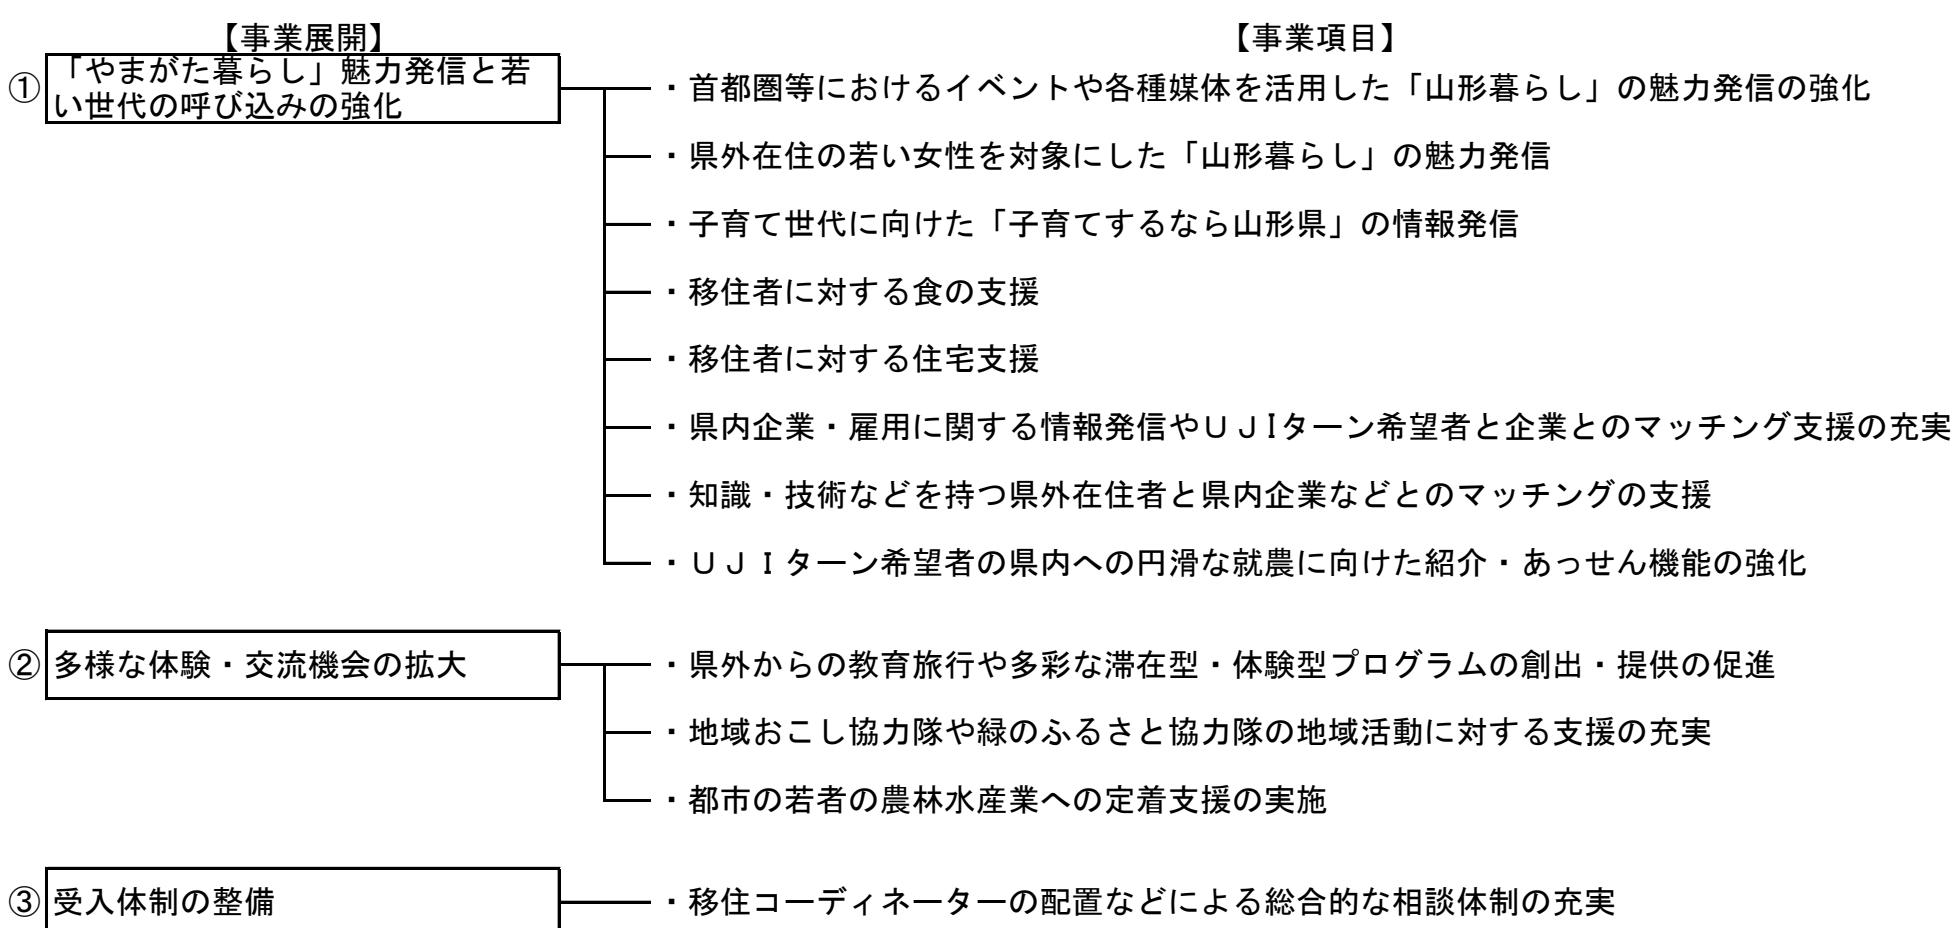 【事業展開】
【事業項目】
①
「やまがた暮らし」魅力発信と若
い世代の呼び込みの強化
・首都圏等におけるイベントや各種媒体を活用した「山形暮らし」の魅力発信の強化
・県外在住の若い女性を対象にした「山形暮らし」の魅力発信
・子育て世代に向けた「子育てするなら山形県」の情報発信
・移住者に対する食の支援
・移住者に対する住宅支援
・県内企業・雇用に関する情報発信やＵＪＩターン希望者と企業とのマッチング支援の充実
・知識・技術などを持つ県外在住者と県内企業などとのマッチングの支援
・ＵＪＩターン希望者の県内への円滑な就農に向けた紹介・あっせん機能の強化
②
多様な体験・交流機会の拡大
・県外からの教育旅行や多彩な滞在型・体験型プログラムの創出・提供の促進
・地域おこし協力隊や緑のふるさと協力隊の地域活動に対する支援の充実
・都市の若者の農林水産業への定着支援の実施
③
受入体制の整備
・移住コーディネーターの配置などによる総合的な相談体制の充実